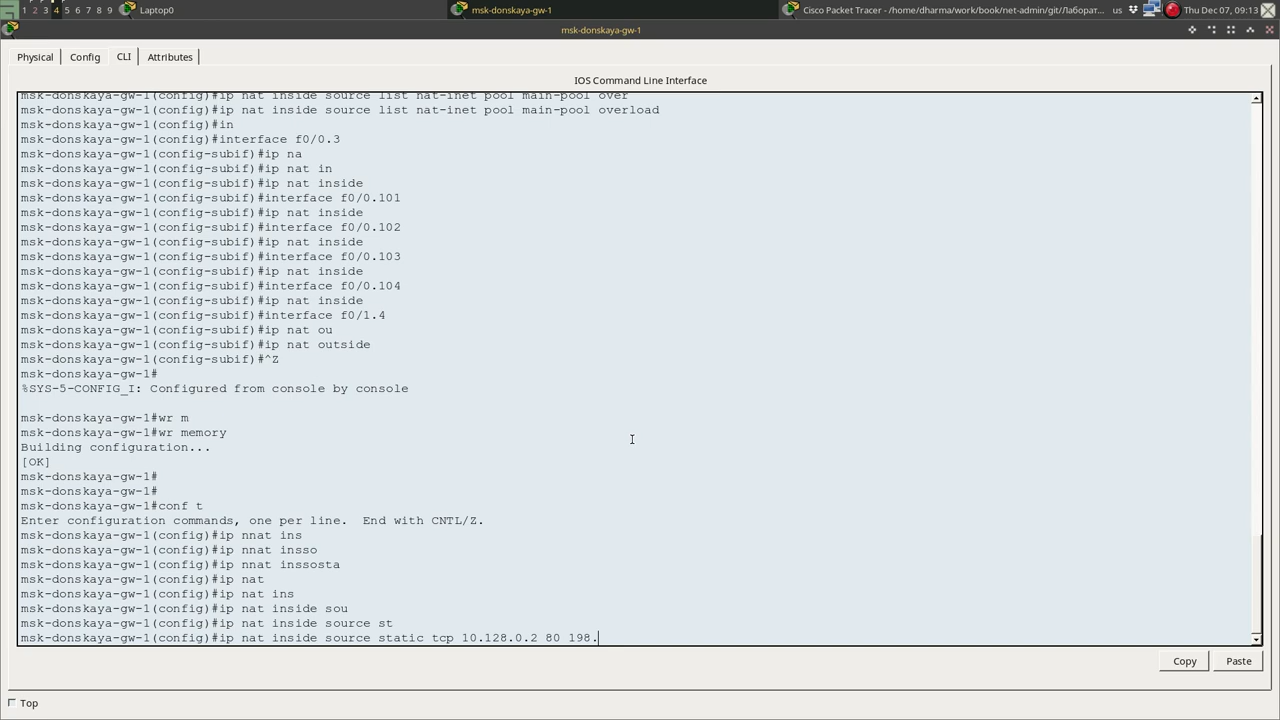 1 2 3 4 5 6 7 8 9 Laptop0 msk-donskaya-gw-1 Cisco Packet Tracer - /home/dharma/work/book/net-admin/git/Лаборат... us Thu Dec 07, 09:13
msk-donskaya-gw-1
Physical Config CLI Attributes
IOS Command Line Interface
msk-donskaya-gw-1(config)#ip nat inside source list nat-inet pool main-pool over
msk-donskaya-gw-1(config)#ip nat inside source list nat-inet pool main-pool overload
msk-donskaya-gw-1(config)#in
msk-donskaya-gw-1(config)#interface f0/0.3
msk-donskaya-gw-1(config-subif)#ip na
msk-donskaya-gw-1(config-subif)#ip nat in
msk-donskaya-gw-1(config-subif)#ip nat inside
msk-donskaya-gw-1(config-subif)#interface f0/0.101
msk-donskaya-gw-1(config-subif)#ip nat inside
msk-donskaya-gw-1(config-subif)#interface f0/0.102
msk-donskaya-gw-1(config-subif)#ip nat inside
msk-donskaya-gw-1(config-subif)#interface f0/0.103
msk-donskaya-gw-1(config-subif)#ip nat inside
msk-donskaya-gw-1(config-subif)#interface f0/0.104
msk-donskaya-gw-1(config-subif)#ip nat inside
msk-donskaya-gw-1(config-subif)#interface f0/1.4
msk-donskaya-gw-1(config-subif)#ip nat ou
msk-donskaya-gw-1(config-subif)#ip nat outside
msk-donskaya-gw-1(config-subif)#^Z
msk-donskaya-gw-1#
%SYS-5-CONFIG_I: Configured from console by console
msk-donskaya-gw-1#wr m
msk-donskaya-gw-1#wr memory
Building configuration...
[OK]
msk-donskaya-gw-1#
msk-donskaya-gw-1#
msk-donskaya-gw-1#conf t
Enter configuration commands, one per line. End with CNTL/Z.
msk-donskaya-gw-1(config)#ip nnat ins
msk-donskaya-gw-1(config)#ip nnat insso
msk-donskaya-gw-1(config)#ip nnat inssosta
msk-donskaya-gw-1(config)#ip nat
msk-donskaya-gw-1(config)#ip nat ins
msk-donskaya-gw-1(config)#ip nat inside sou
msk-donskaya-gw-1(config)#ip nat inside source st
msk-donskaya-gw-1(config)#ip nat inside source static tcp 10.128.0.2 80 198.
Copy Paste
Top